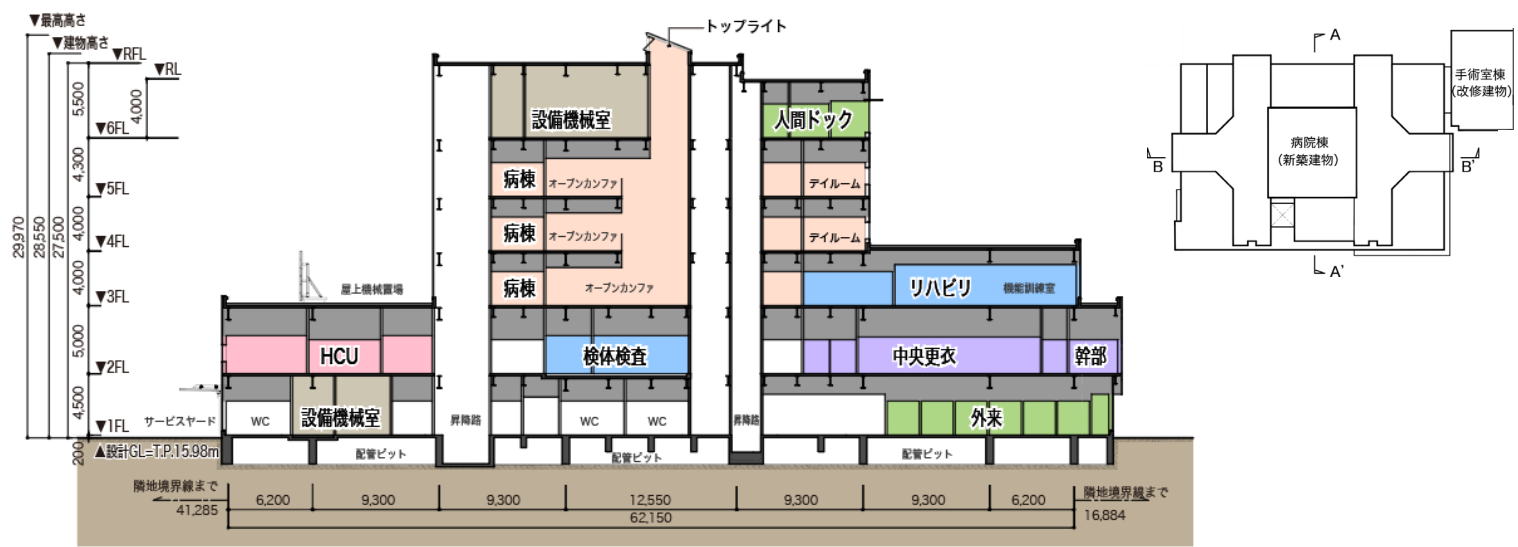 ▼最高高さ
▼建物高さ
▼RFL
▼RL
5,500
4,000
▼6FL
4,300
▼5FL
4,000
▼4FL
4,000
▼3FL
5,000
▼2FL
4,500
▼1FL
200
29,970
28,550
27,500
▲設計GL=T.P.15.98m
トップライト
設備機械室
人間ドック
病棟
オープンカンファ
デイルーム
病棟
オープンカンファ
デイルーム
病棟
オープンカンファ
リハビリ
機能訓練室
屋上機械置場
HCU
検体検査
中央更衣
幹部
サービスヤード
WC
設備機械室
昇降路
WC
WC
昇降路
外来
配管ピット
配管ピット
配管ピット
隣地境界線まで
41,285
6,200
9,300
9,300
12,550
9,300
9,300
6,200
隣地境界線まで
16,884
62,150
A
手術室棟
(改修建物)
病院棟
(新築建物)
B
B'
A'